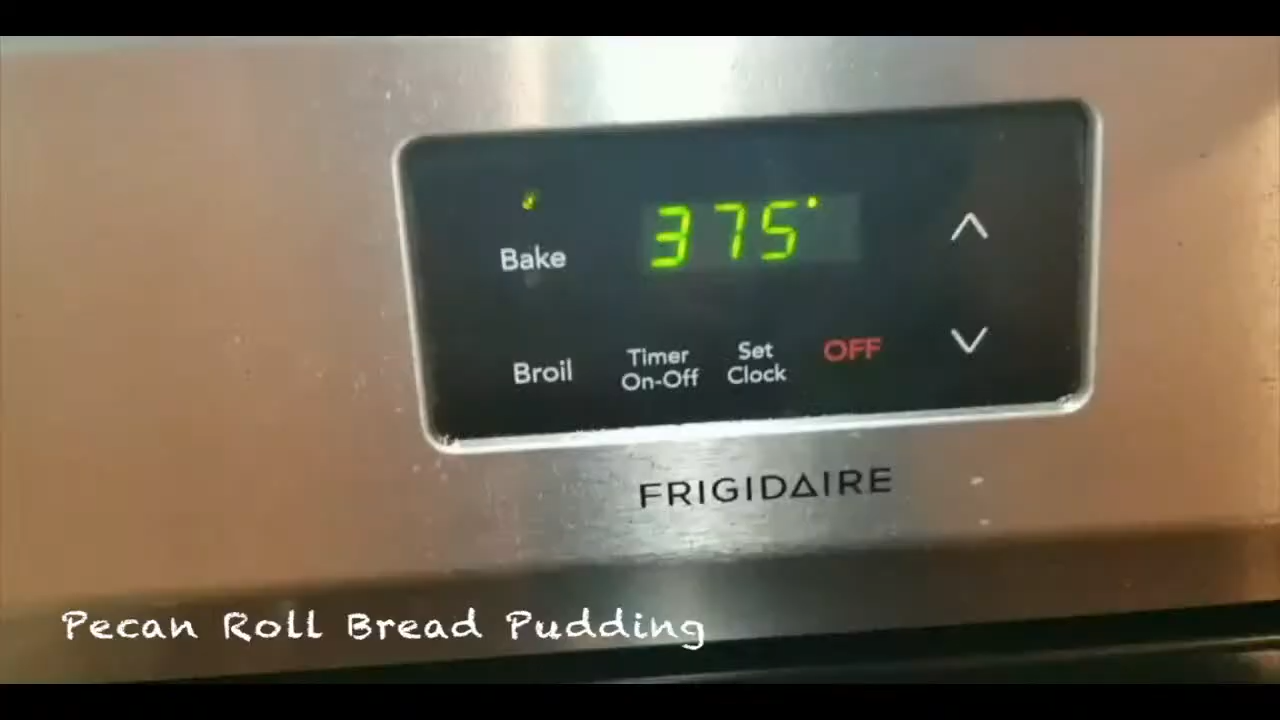 375°
Bake
Broil
Timer
On-Off
Set
Clock
OFF
FRIGIDAIRE
Pecan Roll Bread Pudding